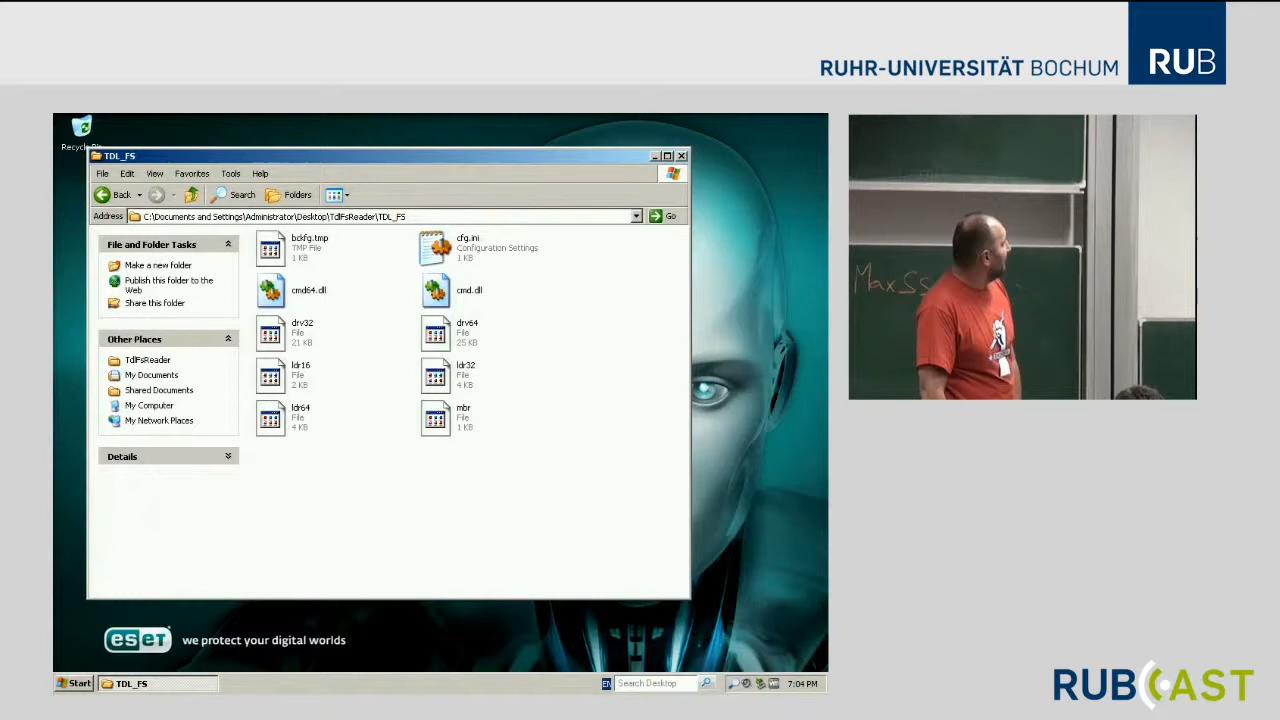 RUHR-UNIVERSITÄT BOCHUM
RUB
TDL_FS
File Edit View Favorites Tools Help
Back Search Folders
Address C:\Documents and Settings\Administrator\Desktop\TdlFsReader\TDL_FS Go
File and Folder Tasks
Make a new folder
Publish this folder to the
Web
Share this folder
Other Places
TdlFsReader
My Documents
Shared Documents
My Computer
My Network Places
Details
bckfg.tmp
TMP File
1 KB
cfg.ini
Configuration Settings
1 KB
cmd64.dll
cmd.dll
drv32
File
21 KB
drv64
File
25 KB
ldr16
File
2 KB
ldr32
File
4 KB
ldr64
File
4 KB
mbr
File
1 KB
eset we protect your digital worlds
Start TDL_FS EN Search Desktop 7:04 PM
MaxSS
RUBCAST